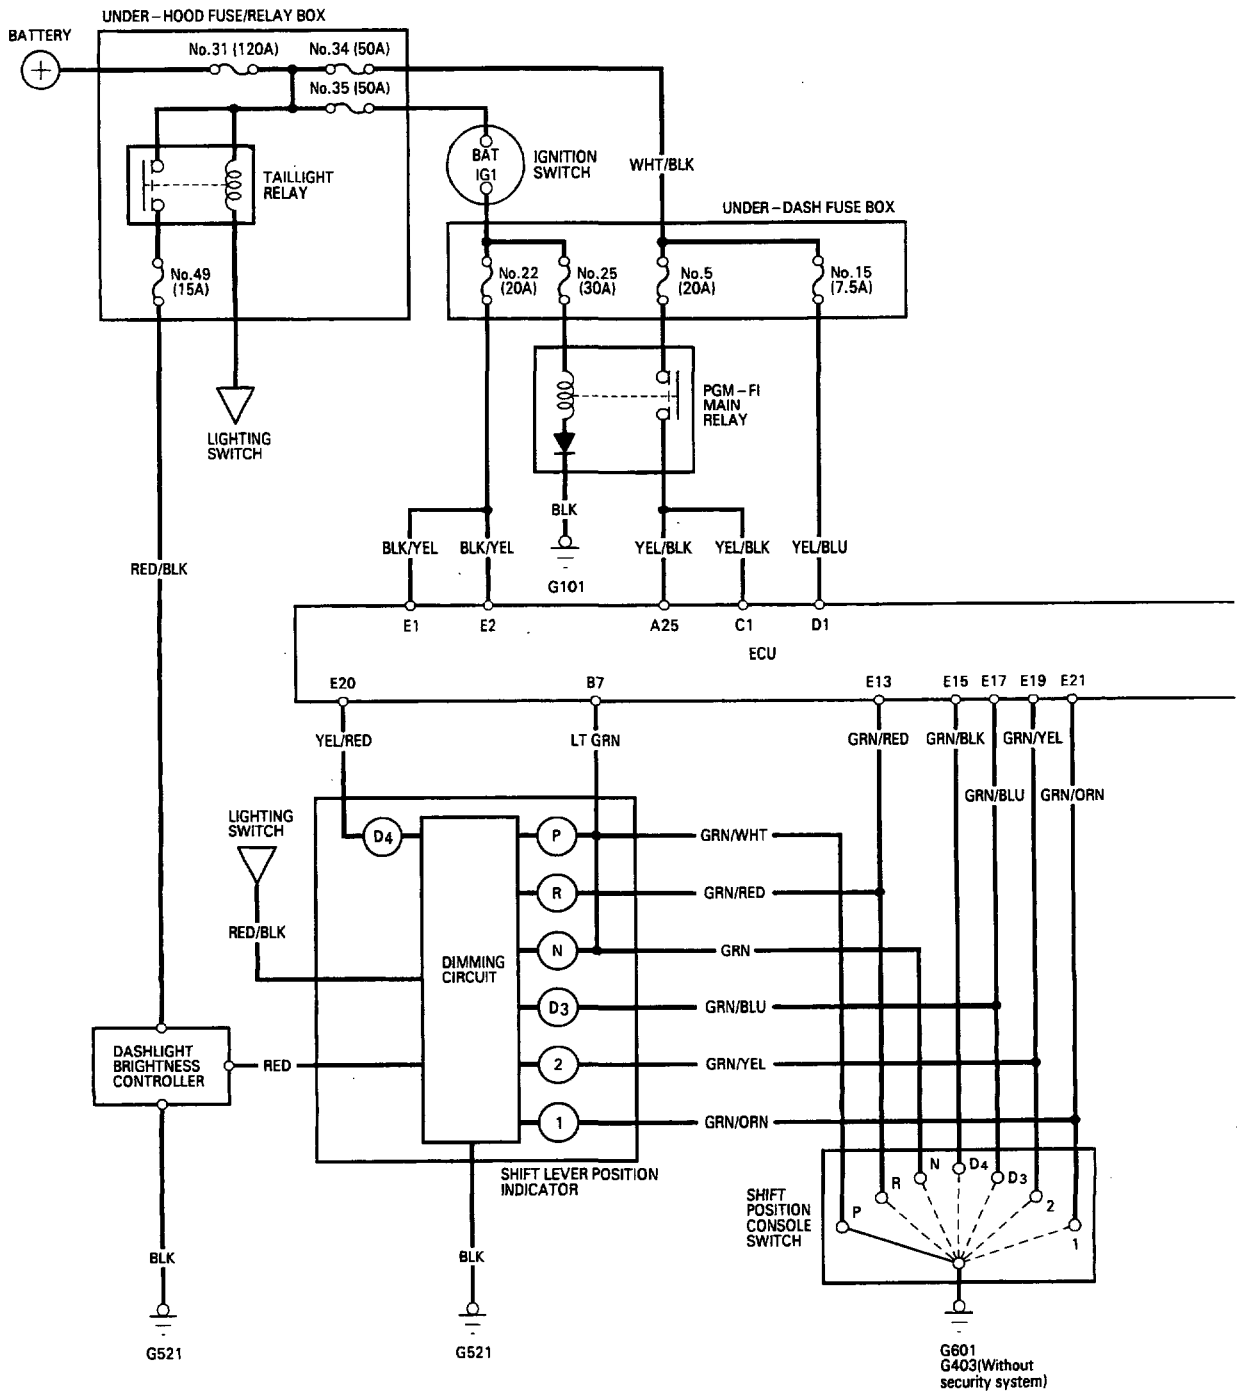 UNDER-HOOD FUSE/RELAY BOX
BATTERY
No.31 (120A)
No.34 (50A)
No.35 (50A)
BAT
IG1
IGNITION
SWITCH
WHT/BLK
TAILLIGHT
RELAY
UNDER-DASH FUSE BOX
No.49
(15A)
No.22
(20A)
No.25
(30A)
No.5
(20A)
No.15
(7.5A)
PGM-FI
MAIN
RELAY
LIGHTING
SWITCH
BLK
BLK/YEL
BLK/YEL
YEL/BLK
YEL/BLK
YEL/BLU
RED/BLK
G101
E1
E2
A25
C1
D1
ECU
E20
B7
E13
E15
E17
E19
E21
YEL/RED
LT GRN
GRN/RED
GRN/BLK
GRN/YEL
GRN/BLU
GRN/ORN
LIGHTING
SWITCH
D4
P
GRN/WHT
R
GRN/RED
RED/BLK
N
GRN
DIMMING
CIRCUIT
D3
GRN/BLU
DASHLIGHT
BRIGHTNESS
CONTROLLER
RED
2
GRN/YEL
1
GRN/ORN
SHIFT LEVER POSITION
INDICATOR
SHIFT
POSITION
CONSOLE
SWITCH
P
R
N
D4
D3
2
1
BLK
BLK
G521
G521
G601
G403(Without
security system)